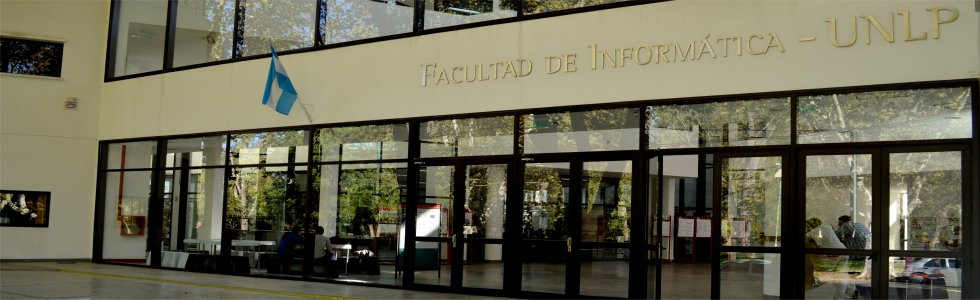 FACULTAD DE INFORMÁTICA - UNLP